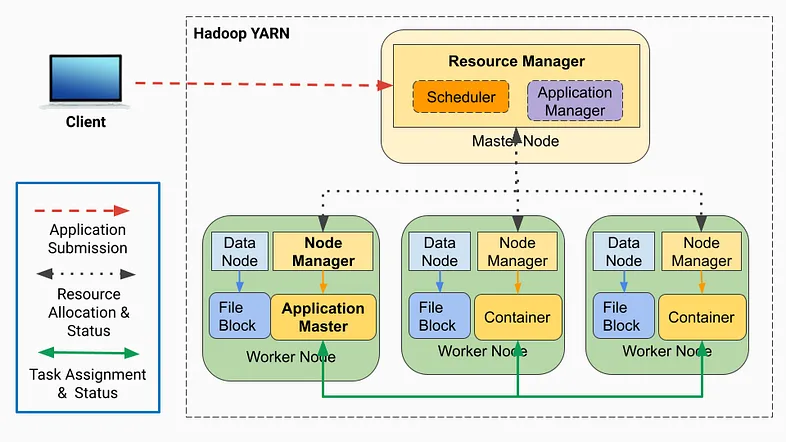 Hadoop YARN
Resource Manager
Scheduler
Application
Manager
Master Node
Client
Application
Submission
Resource
Allocation &
Status
Task Assignment
& Status
Data
Node
Node
Manager
File
Block
Application
Master
Worker Node
Data
Node
Node
Manager
File
Block
Container
Worker Node
Data
Node
Node
Manager
File
Block
Container
Worker Node